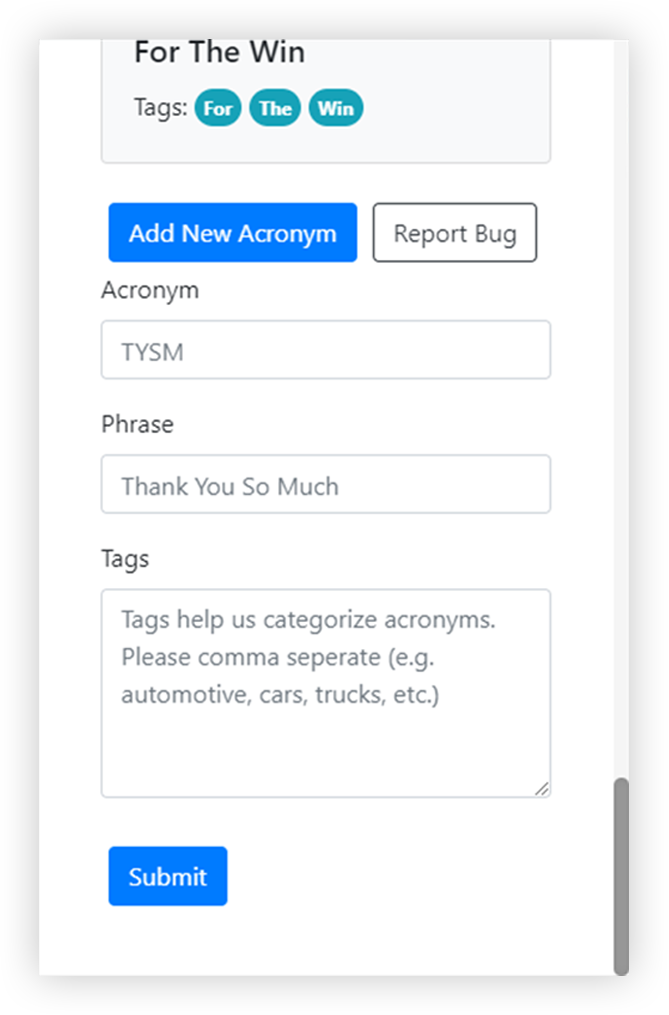 For The Win
Tags: For The Win
Add New Acronym Report Bug
Acronym
TYSM
Phrase
Thank You So Much
Tags
Tags help us categorize acronyms.
Please comma seperate (e.g.
automotive, cars, trucks, etc.)
Submit